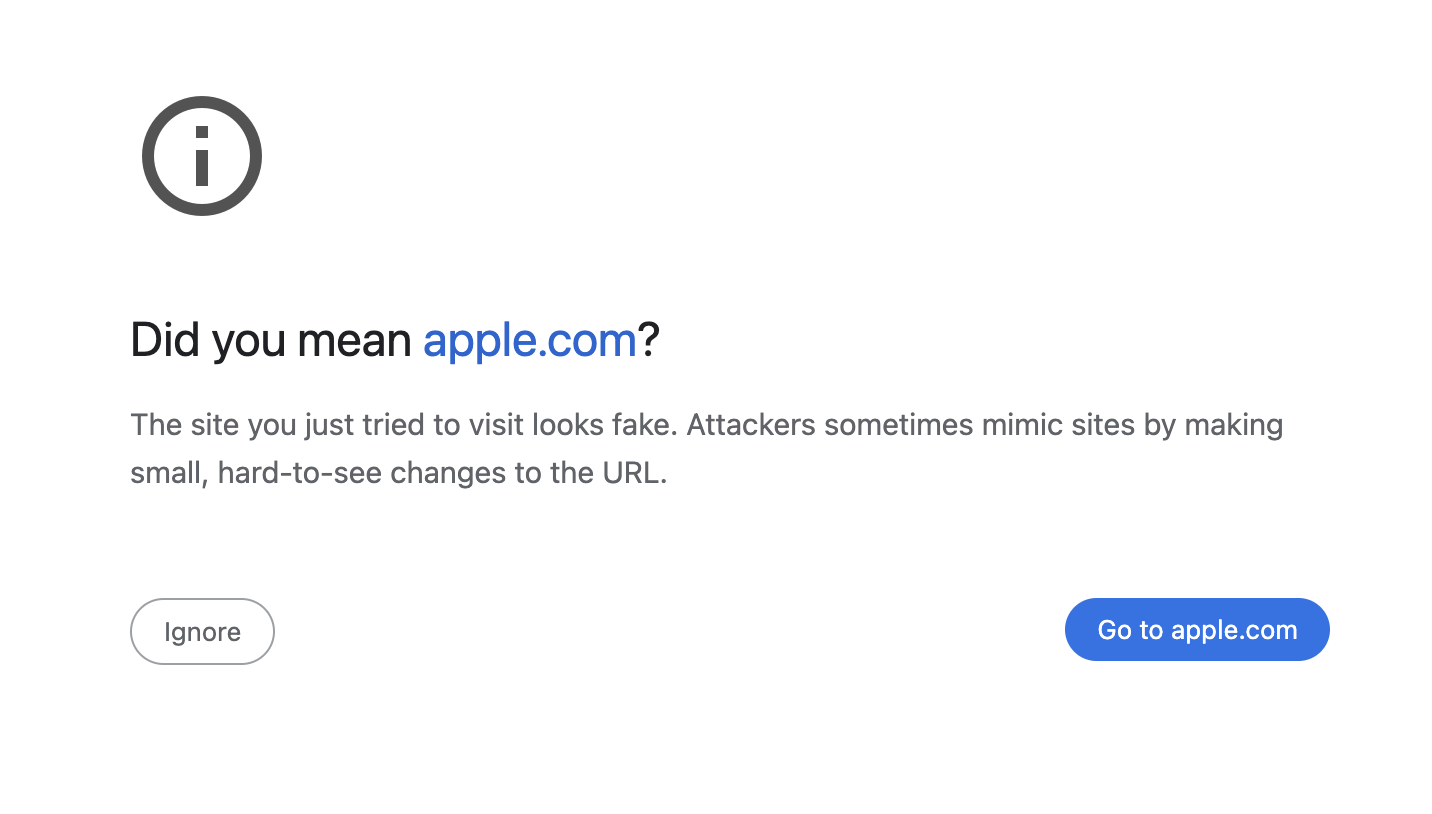 Did you mean apple.com?
The site you just tried to visit looks fake. Attackers sometimes mimic sites by making
small, hard-to-see changes to the URL.
Ignore
Go to apple.com